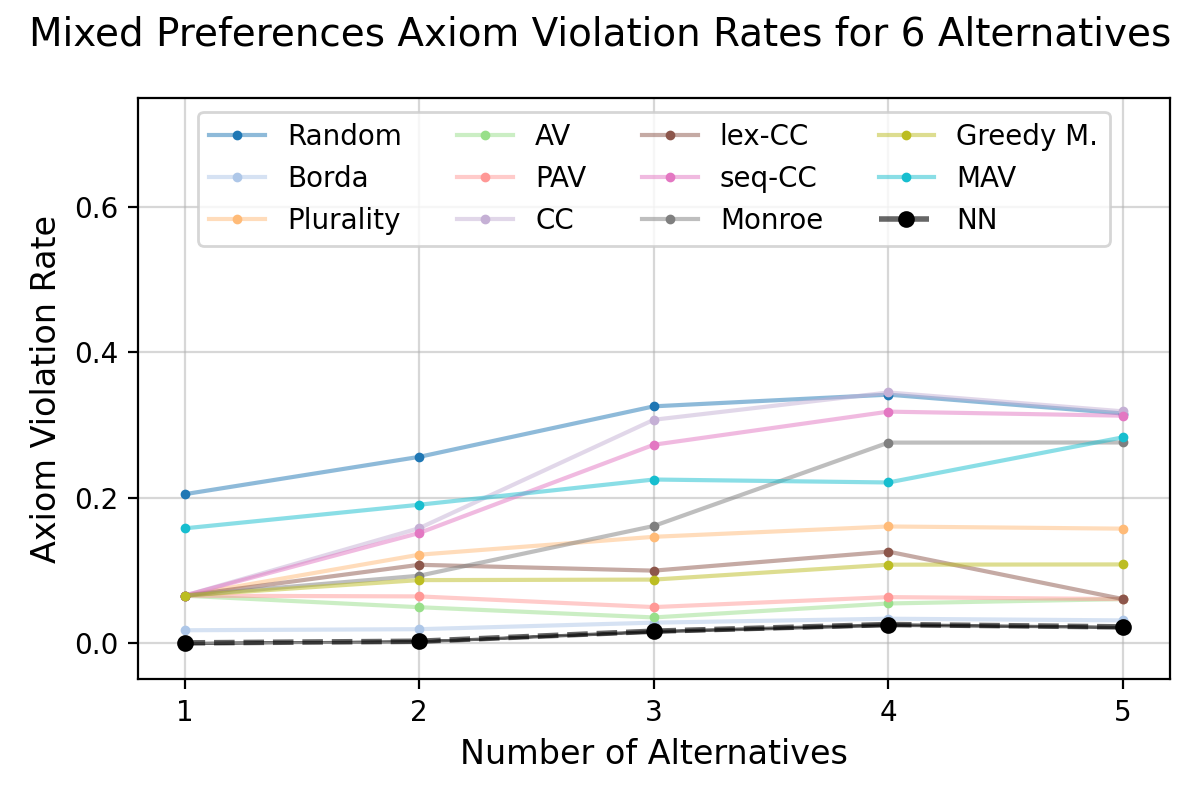 Mixed Preferences Axiom Violation Rates for 6 Alternatives
Random AV lex-CC Greedy M.
Borda PAV seq-CC MAV
Plurality CC Monroe NN
0.6
0.4
0.2
0.0
Axiom Violation Rate
1 2 3 4 5
Number of Alternatives